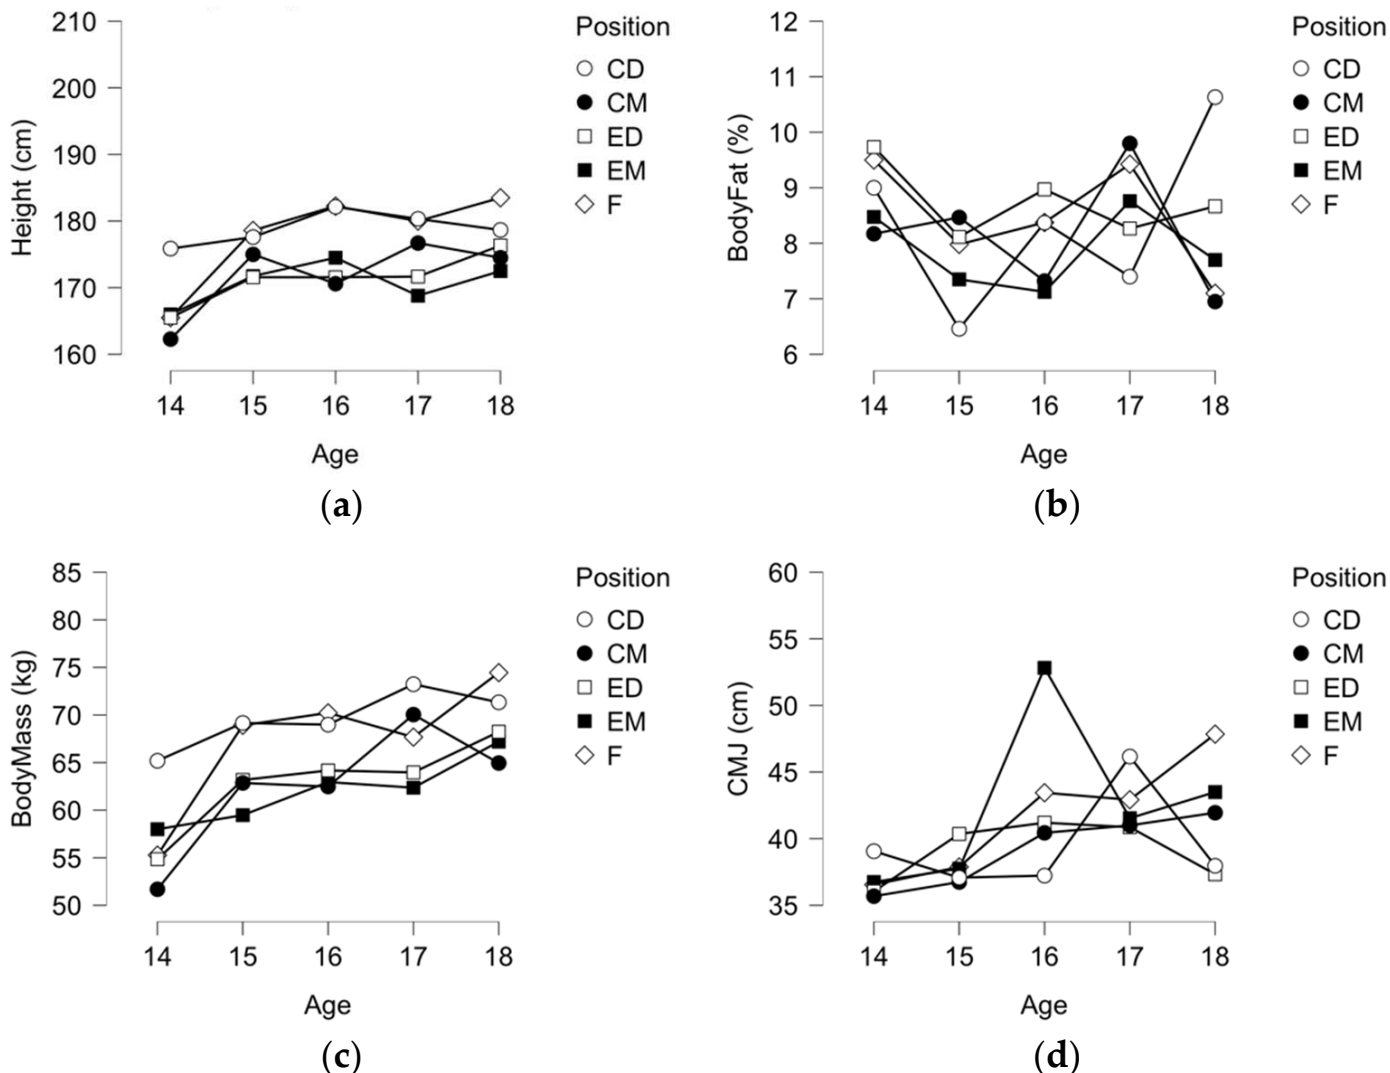 210
200
190
180
170
160
Height (cm)
14 15 16 17 18
Age
Position
CD
CM
ED
EM
F
(a)
12
11
10
9
8
7
6
BodyFat (%)
14 15 16 17 18
Age
Position
CD
CM
ED
EM
F
(b)
85
80
75
70
65
60
55
50
BodyMass (kg)
14 15 16 17 18
Age
Position
CD
CM
ED
EM
F
(c)
60
55
50
45
40
35
CMJ (cm)
14 15 16 17 18
Age
Position
CD
CM
ED
EM
F
(d)